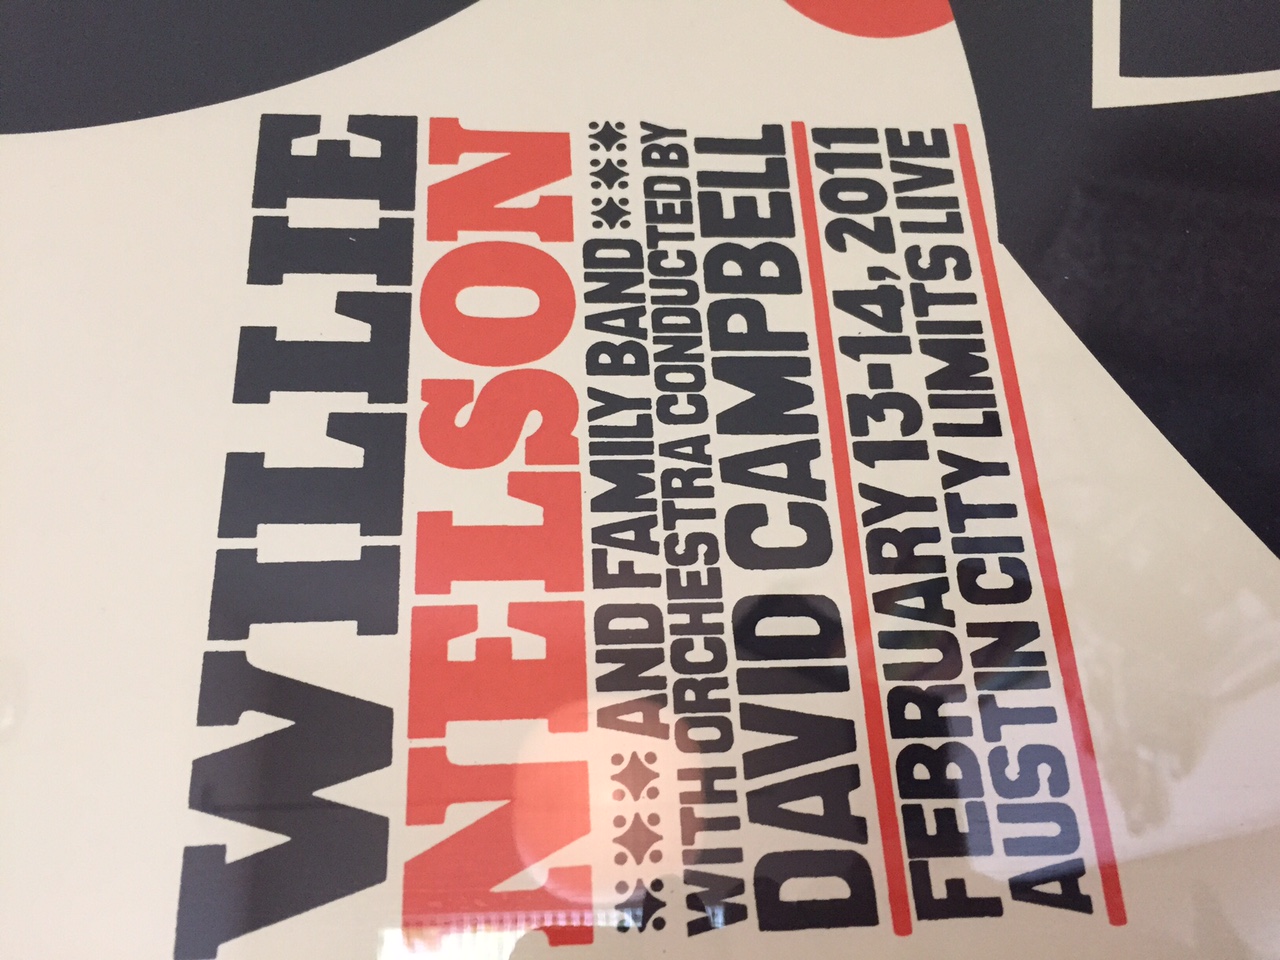 WILLIE
NELSON
AND FAMILY BAND
WITH ORCHESTRA CONDUCTED BY
DAVID CAMPBELL
FEBRUARY 13-14, 2011
AUSTIN CITY LIMITS LIVE